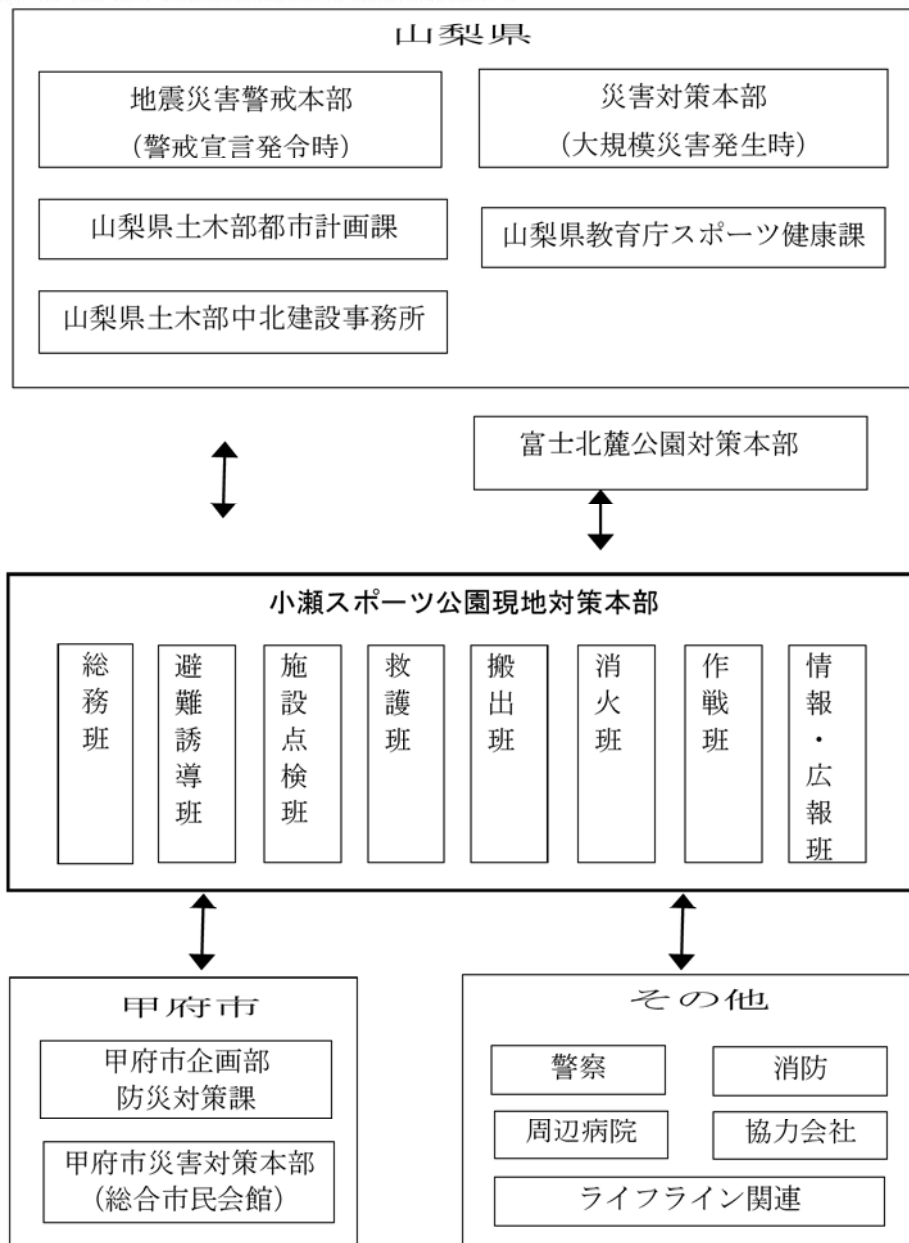 山梨県
地震災害警戒本部
（警戒宣言発令時）
災害対策本部
（大規模災害発生時）
山梨県土木部都市計画課
山梨県教育庁スポーツ健康課
山梨県土木部中北建設事務所
富士北麓公園対策本部
小瀬スポーツ公園現地対策本部
総務班
避難誘導班
施設点検班
救護班
搬出班
消火班
作戦班
情報・広報班
甲府市
甲府市企画部
防災対策課
甲府市災害対策本部
（総合市民会館）
その他
警察
消防
周辺病院
協力会社
ライフライン関連